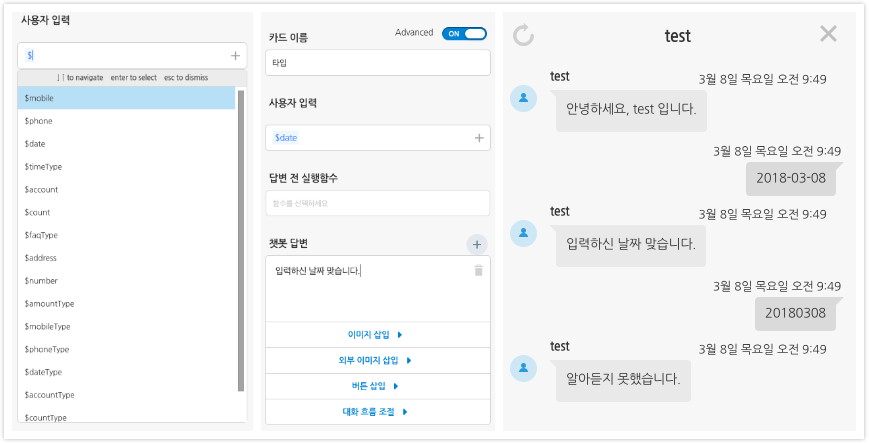 사용자 입력
$
↓↑ to navigate enter to select esc to dismiss
$mobile
$phone
$date
$timeType
$account
$count
$faqType
$address
$number
$amountType
$mobileType
$phoneType
$dateType
$accountType
$countType
카드 이름
Advanced
ON
타입
사용자 입력
$date
답변 전 실행함수
함수를 선택하세요
챗봇 답변
입력하신 날짜 맞습니다.
이미지 삽입
외부 이미지 삽입
버튼 삽입
대화 흐름 조절
test
test
3월 8일 목요일 오전 9:49
안녕하세요, test 입니다.
3월 8일 목요일 오전 9:49
2018-03-08
test
3월 8일 목요일 오전 9:49
입력하신 날짜 맞습니다.
3월 8일 목요일 오전 9:49
20180308
test
3월 8일 목요일 오전 9:49
알아듣지 못했습니다.